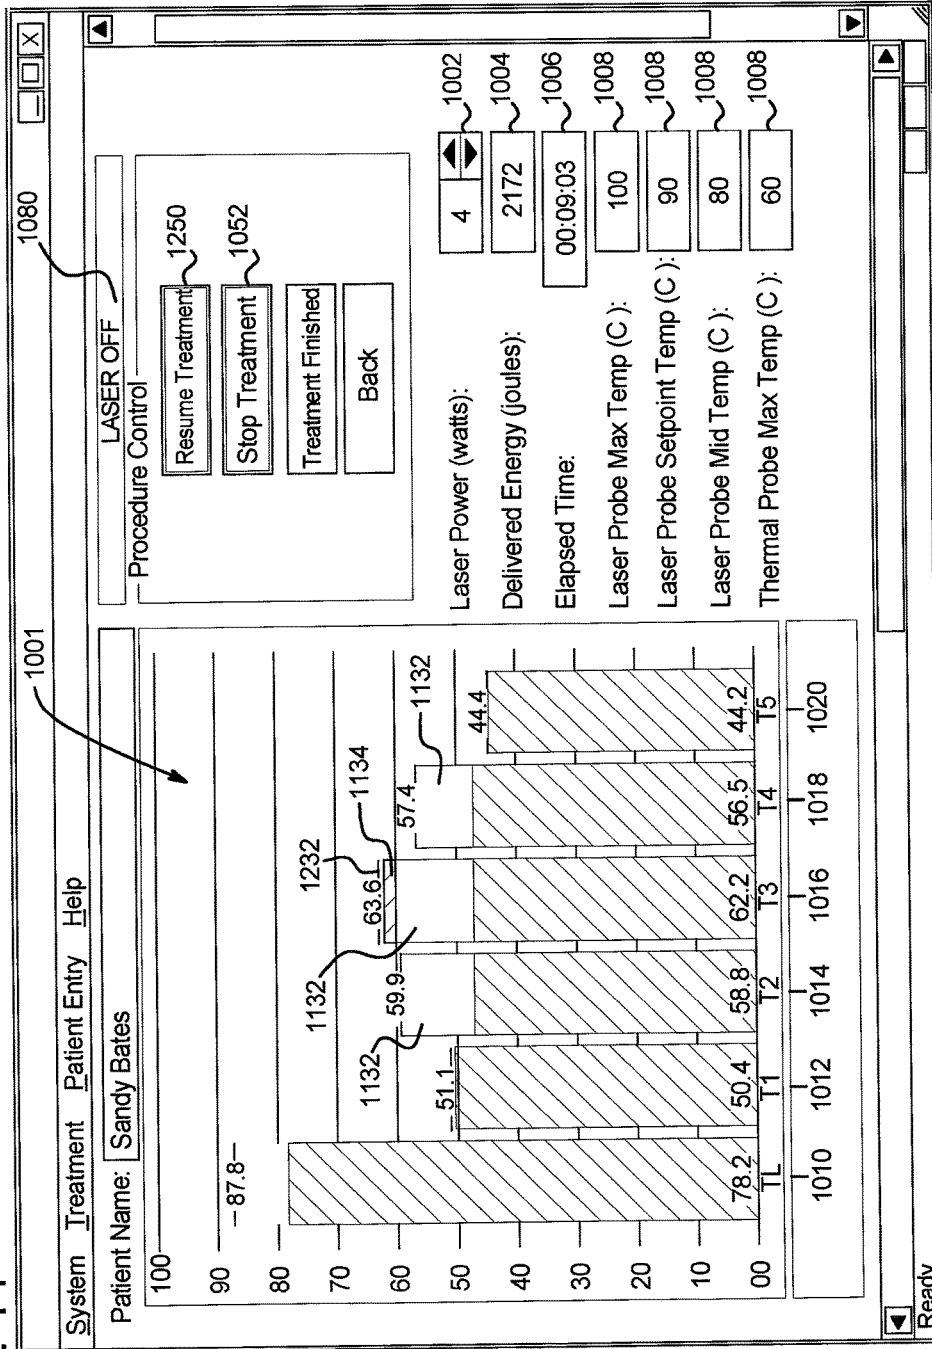 1080
1001
_ □ X
System Treatment Patient Entry Help
Patient Name: Sandy Bates
LASER OFF
Procedure Control
Resume Treatment 1250
Stop Treatment 1052
Treatment Finished
Back
Laser Power (watts): 4 1002
Delivered Energy (joules): 2172 1004
Elapsed Time: 00:09:03 1006
Laser Probe Max Temp (C ): 100 1008
Laser Probe Setpoint Temp (C ): 90 1008
Laser Probe Mid Temp (C ): 80 1008
Thermal Probe Max Temp (C ): 60 1008
100
90
80
70
60
50
40
30
20
10
00
87.8
51.1
59.9
63.6
57.4
44.4
1132
1132
1232
1134
1132
78.2 50.4 58.8 62.2 56.5 44.2
TL T1 T2 T3 T4 T5
1010 1012 1014 1016 1018 1020
Ready